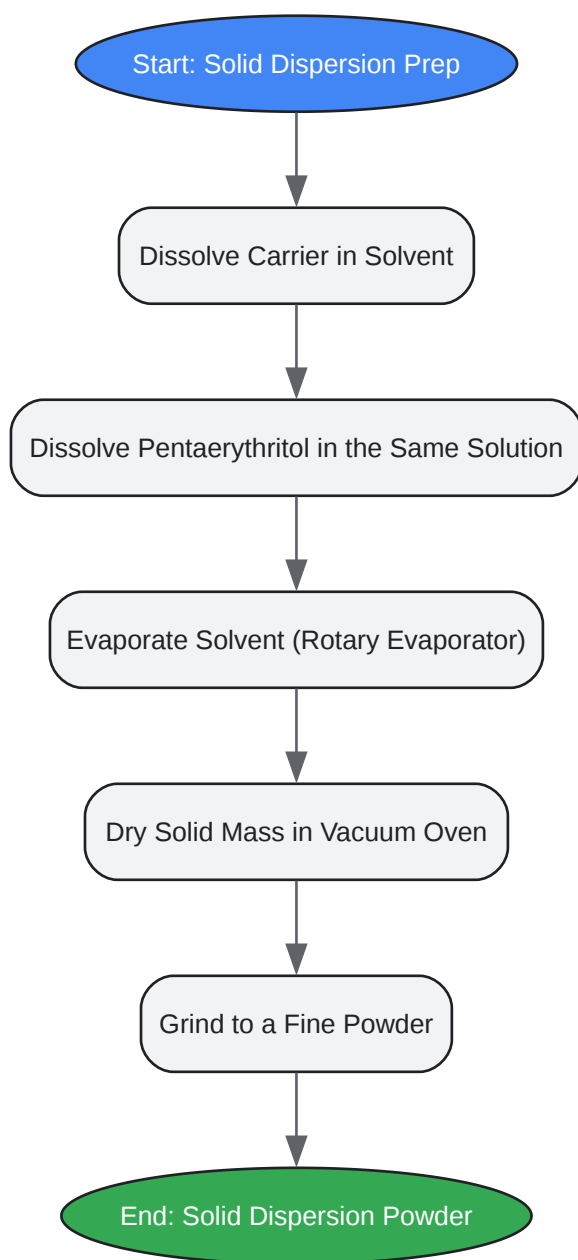 Start: Solid Dispersion Prep
Dissolve Carrier in Solvent
Dissolve Pentaerythritol in the Same Solution
Evaporate Solvent (Rotary Evaporator)
Dry Solid Mass in Vacuum Oven
Grind to a Fine Powder
End: Solid Dispersion Powder